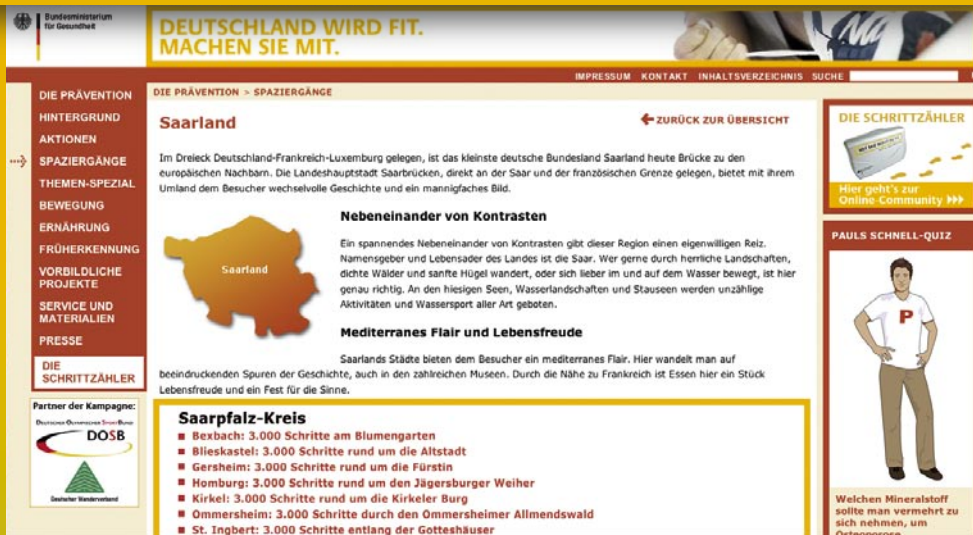 Bundesministerium
für Gesundheit
DEUTSCHLAND WIRD FIT.
MACHEN SIE MIT.
IMPRESSUM KONTAKT INHALTSVERZEICHNIS SUCHE
DIE PRÄVENTION
HINTERGRUND
AKTIONEN
SPAZIERGÄNGE
THEMEN-SPEZIAL
BEWEGUNG
ERNÄHRUNG
FRÜHERKENNUNG
VORBILDLICHE
PROJEKTE
SERVICE UND
MATERIALIEN
PRESSE
DIE
SCHRITTZÄHLER
Partner der Kampagne:
Deutscher Olympischer SportBund
DOSB
Deutscher Wanderverband
DIE PRÄVENTION > SPAZIERGÄNGE
Saarland
ZURÜCK ZUR ÜBERSICHT
Im Dreieck Deutschland-Frankreich-Luxemburg gelegen, ist das kleinste deutsche Bundesland Saarland heute Brücke zu den
europäischen Nachbarn. Die Landeshauptstadt Saarbrücken, direkt an der Saar und der französischen Grenze gelegen, bietet mit ihrem
Umland dem Besucher wechselvolle Geschichte und ein mannigfaches Bild.
Saarland
Nebeneinander von Kontrasten
Ein spannendes Nebeneinander von Kontrasten gibt dieser Region einen eigenwilligen Reiz.
Namensgeber und Lebensader des Landes ist die Saar. Wer gerne durch herrliche Landschaften,
dichte Wälder und sanfte Hügel wandert, oder sich lieber im und auf dem Wasser bewegt, ist hier
genau richtig. An den hiesigen Seen, Wasserlandschaften und Stauseen werden unzählige
Aktivitäten und Wassersport aller Art geboten.
Mediterranes Flair und Lebensfreude
Saarlands Städte bieten dem Besucher ein mediterranes Flair. Hier wandelt man auf
beeindruckenden Spuren der Geschichte, auch in den zahlreichen Museen. Durch die Nähe zu Frankreich ist Essen hier ein Stück
Lebensfreude und ein Fest für die Sinne.
Saarpfalz-Kreis
Bexbach: 3.000 Schritte am Blumengarten
Blieskastel: 3.000 Schritte rund um die Altstadt
Gersheim: 3.000 Schritte rund um die Fürstin
Homburg: 3.000 Schritte rund um den Jägersburger Weiher
Kirkel: 3.000 Schritte rund um die Kirkeler Burg
Ommersheim: 3.000 Schritte durch den Ommersheimer Allmendswald
St. Ingbert: 3.000 Schritte entlang der Gotteshäuser
DIE SCHRITTZÄHLER
Hier geht's zur
Online-Community
PAULS SCHNELL-QUIZ
P
Welchen Mineralstoff
sollte man vermehrt zu
sich nehmen, um
Osteoporose